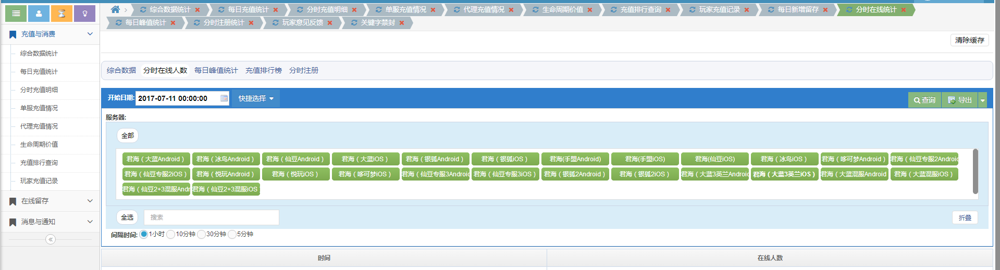 综合数据统计 每日充值统计 分时充值明细 单服充值情况 代理充值情况 生命周期价值 充值排行查询 玩家充值记录 每日新增留存 分时在线统计
每日峰值统计 分时注册统计 玩家意见反馈 关键字禁封
充值与消费
综合数据统计
每日充值统计
分时充值明细
单服充值情况
代理充值情况
生命周期价值
充值排行查询
玩家充值记录
在线留存
消息与通知
清除缓存
综合数据 分时在线人数 每日峰值统计 充值排行榜 分时注册
开始日期: 2017-07-11 00:00:00 快捷选择 查询 导出
服务器:
全部
君海（大蓝Android） 君海（冰鸟Android） 君海（仙豆Android） 君海（大蓝iOS） 君海（银狐Android） 君海（银狐iOS） 君海(手盟Android) 君海(手盟iOS) 君海(仙豆iOS) 君海（冰鸟iOS） 君海（哆可梦Android） 君海（仙豆专服2Android
君海（仙豆专服2iOS） 君海（悦玩Android） 君海（悦玩iOS） 君海（哆可梦iOS） 君海（仙豆专服3Android 君海（仙豆专服3iOS） 君海（银狐2Android） 君海（银狐2iOS） 君海（大蓝3英兰Android 君海（大蓝3英兰iOS） 君海（大蓝混服Android 君海（大蓝混服iOS）
君海（仙豆2+3混服Andr 君海（仙豆2+3混服iOS
全选 搜索 折叠
间隔时间: 1小时 10分钟 30分钟 5分钟
时间 在线人数